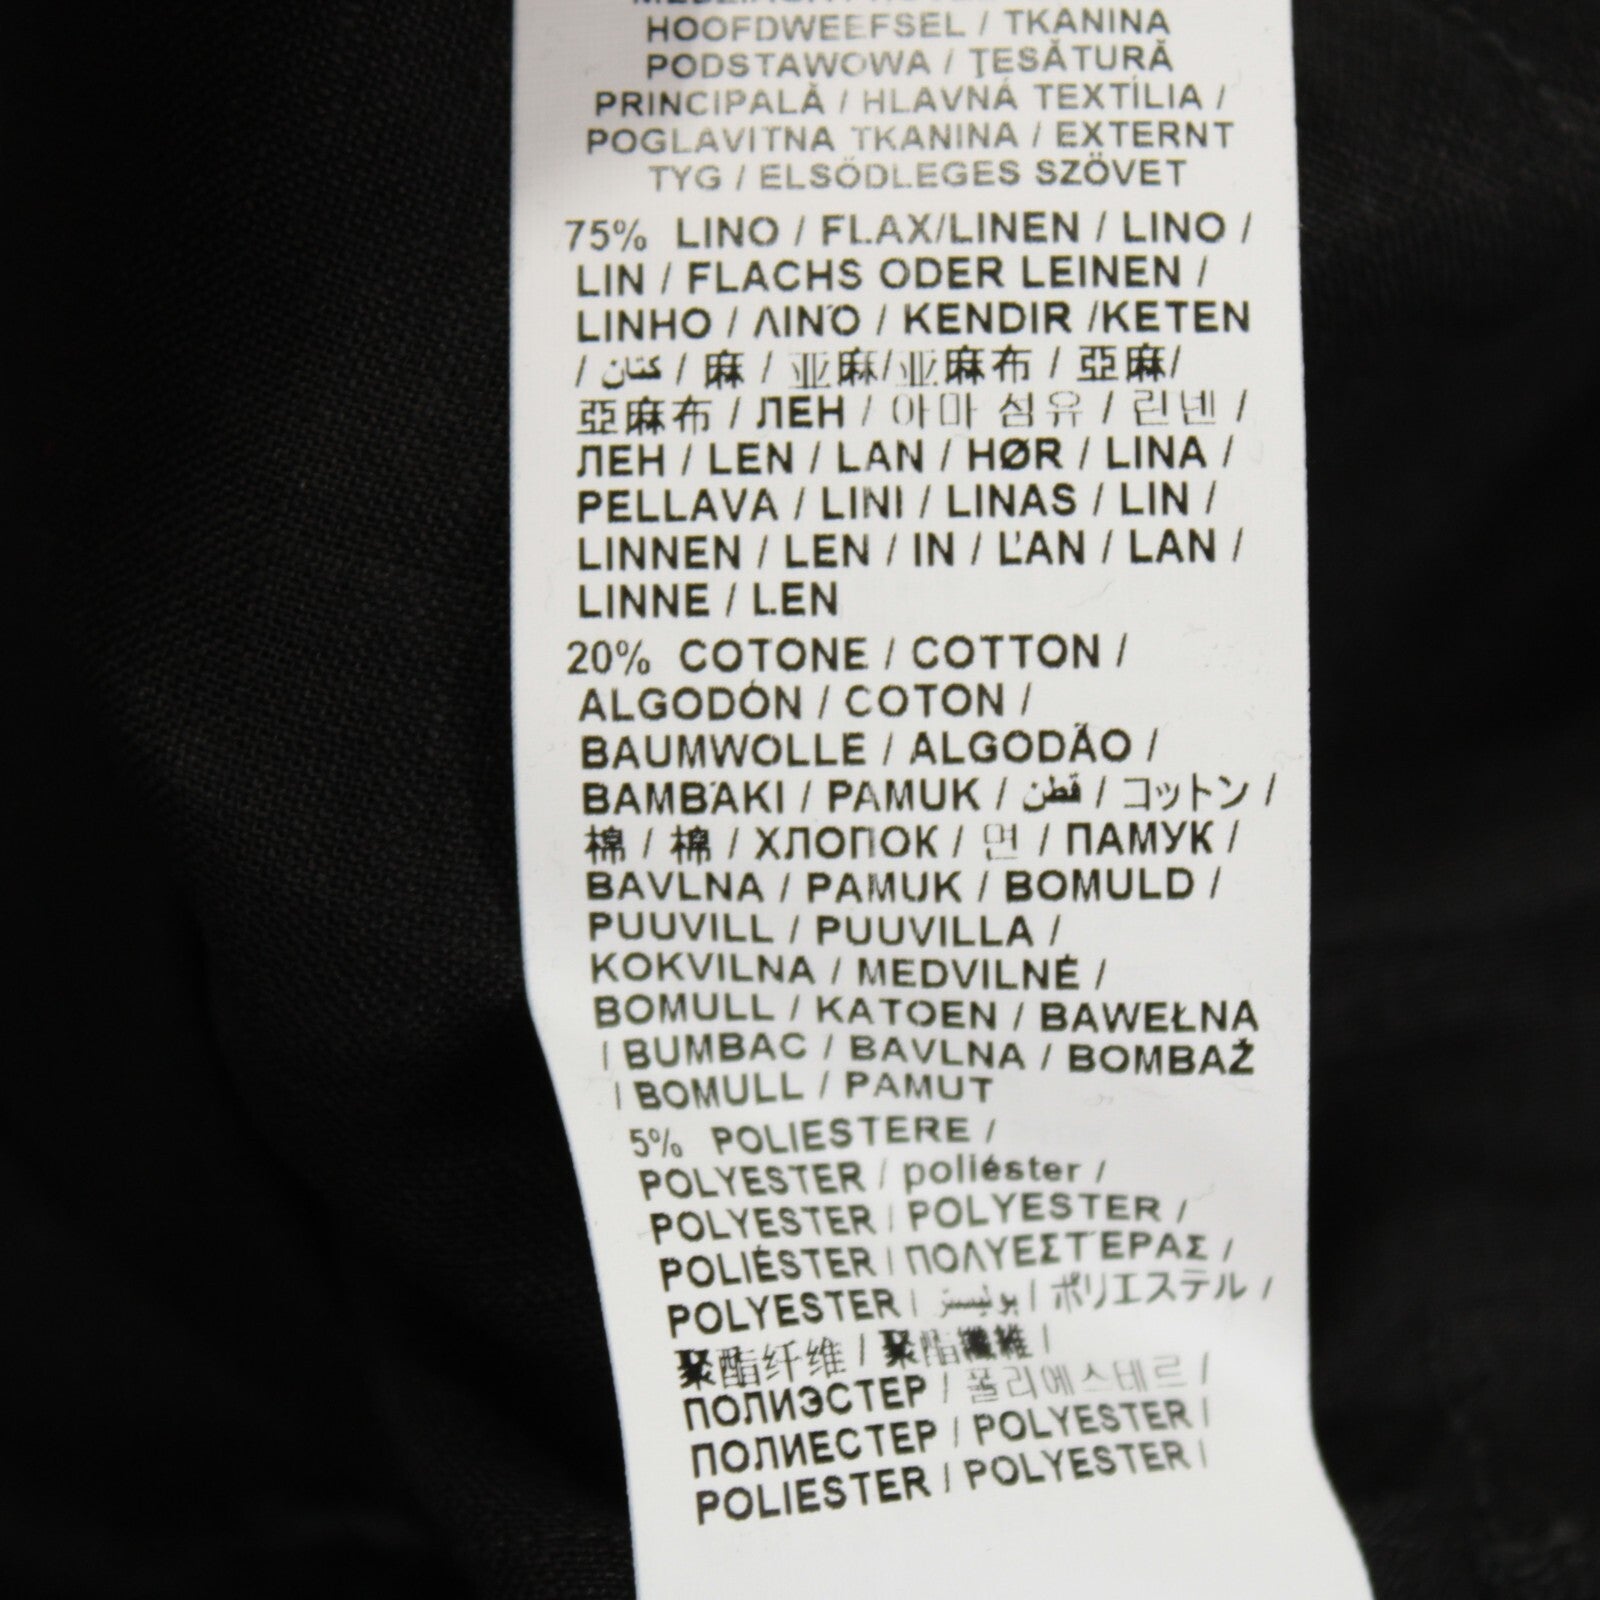 HOOFDWEEFSEL / TKANINA
PODSTAWOWA / ŢESĂTURĂ
PRINCIPALĂ / HLAVNÁ TEXTÍLIA /
POGLAVITNA TKANINA / EXTERNT
TYG / ELSŐDLEGES SZÖVET
75% LINO / FLAX/LINEN / LINO /
LIN / FLACHS ODER LEINEN /
LINHO / ΛΙΝΌ / KENDIR /KETEN
/ كتان / 麻 / 亚麻/亚麻布 / 亞麻/
亞麻布 / ЛЕН / 아마 섬유 / 린넨 /
ЛЕН / LEN / LAN / HØR / LINA /
PELLAVA / LINI / LINAS / LIN /
LINNEN / LEN / IN / ĽAN / LAN /
LINNE / LEN
20% COTONE / COTTON /
ALGODÓN / COTON /
BAUMWOLLE / ALGODÃO /
ΒΑΜΒΆΚΙ / PAMUK / قطن / コットン /
棉 / 棉 / ХЛОПОК / 면 / ПАМУК /
BAVLNA / PAMUK / BOMULD /
PUUVILL / PUUVILLA /
KOKVILNA / MEDVILNĖ /
BOMULL / KATOEN / BAWEŁNA
/ BUMBAC / BAVLNA / BOMBAŽ
/ BOMULL / PAMUT
5% POLIESTERE /
POLYESTER / poliéster /
POLYESTER / POLYESTER /
POLIÉSTER / ΠΟΛΥΕΣΤΈΡΑΣ /
POLYESTER / بوليستر / ポリエステル /
聚酯纤维 / 聚酯纖維 /
ПОЛИЭСТЕР / 폴리에스테르 /
ПОЛИЕСТЕР / POLYESTER /
POLIESTER / POLYESTER /